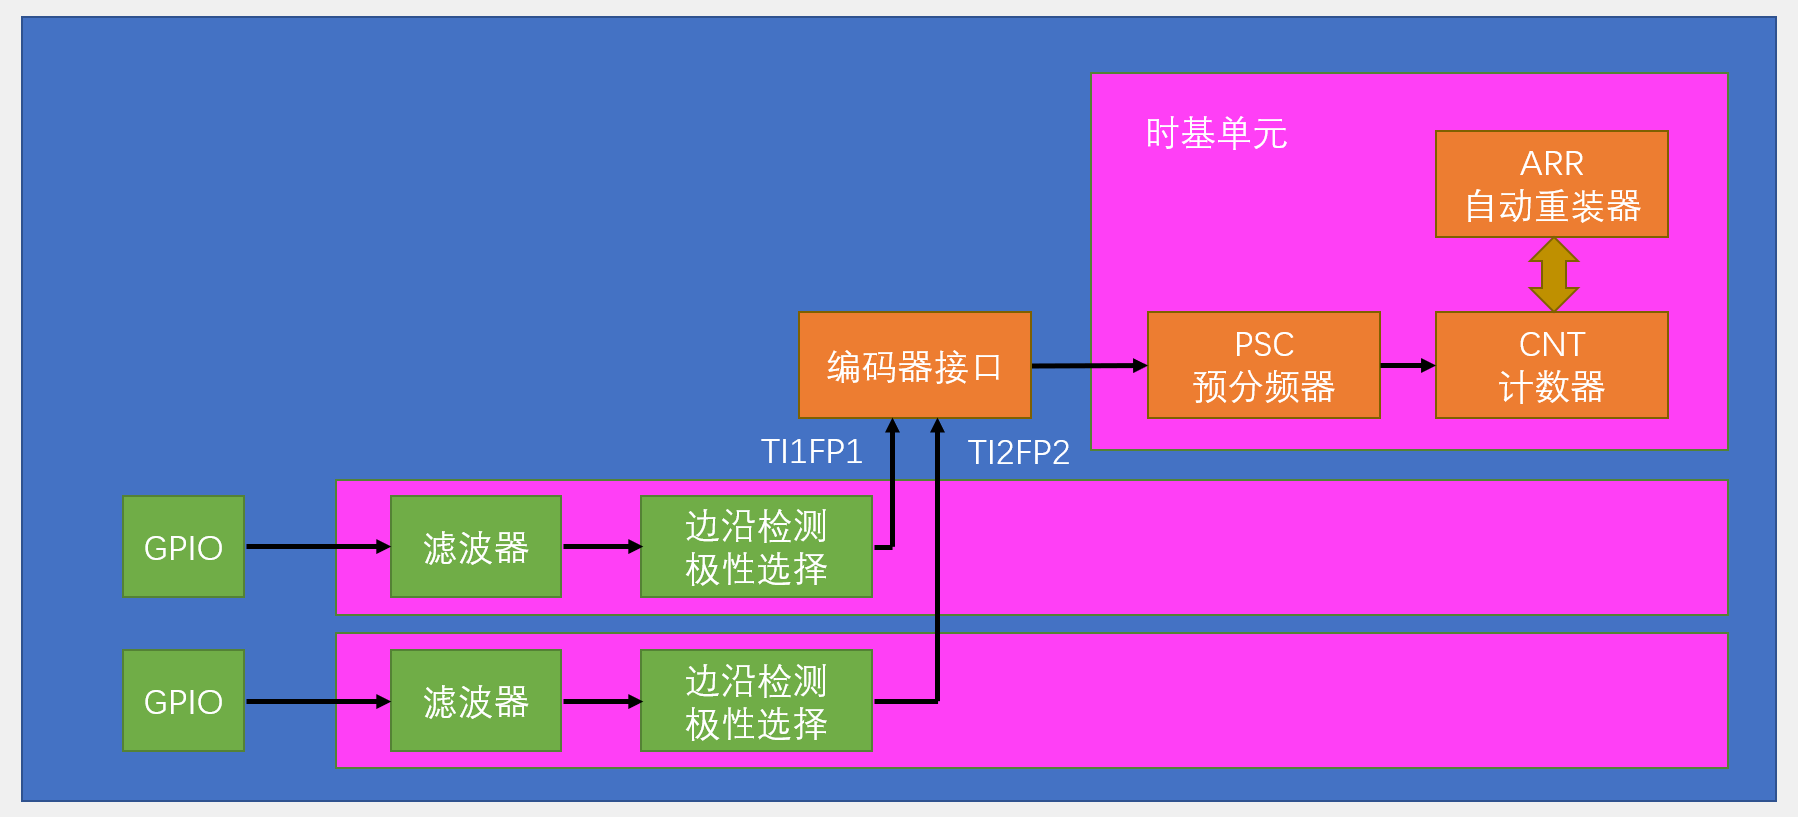 时基单元
ARR
自动重装器
编码器接口
PSC
预分频器
CNT
计数器
TI1FP1
TI2FP2
GPIO
滤波器
边沿检测
极性选择
GPIO
滤波器
边沿检测
极性选择